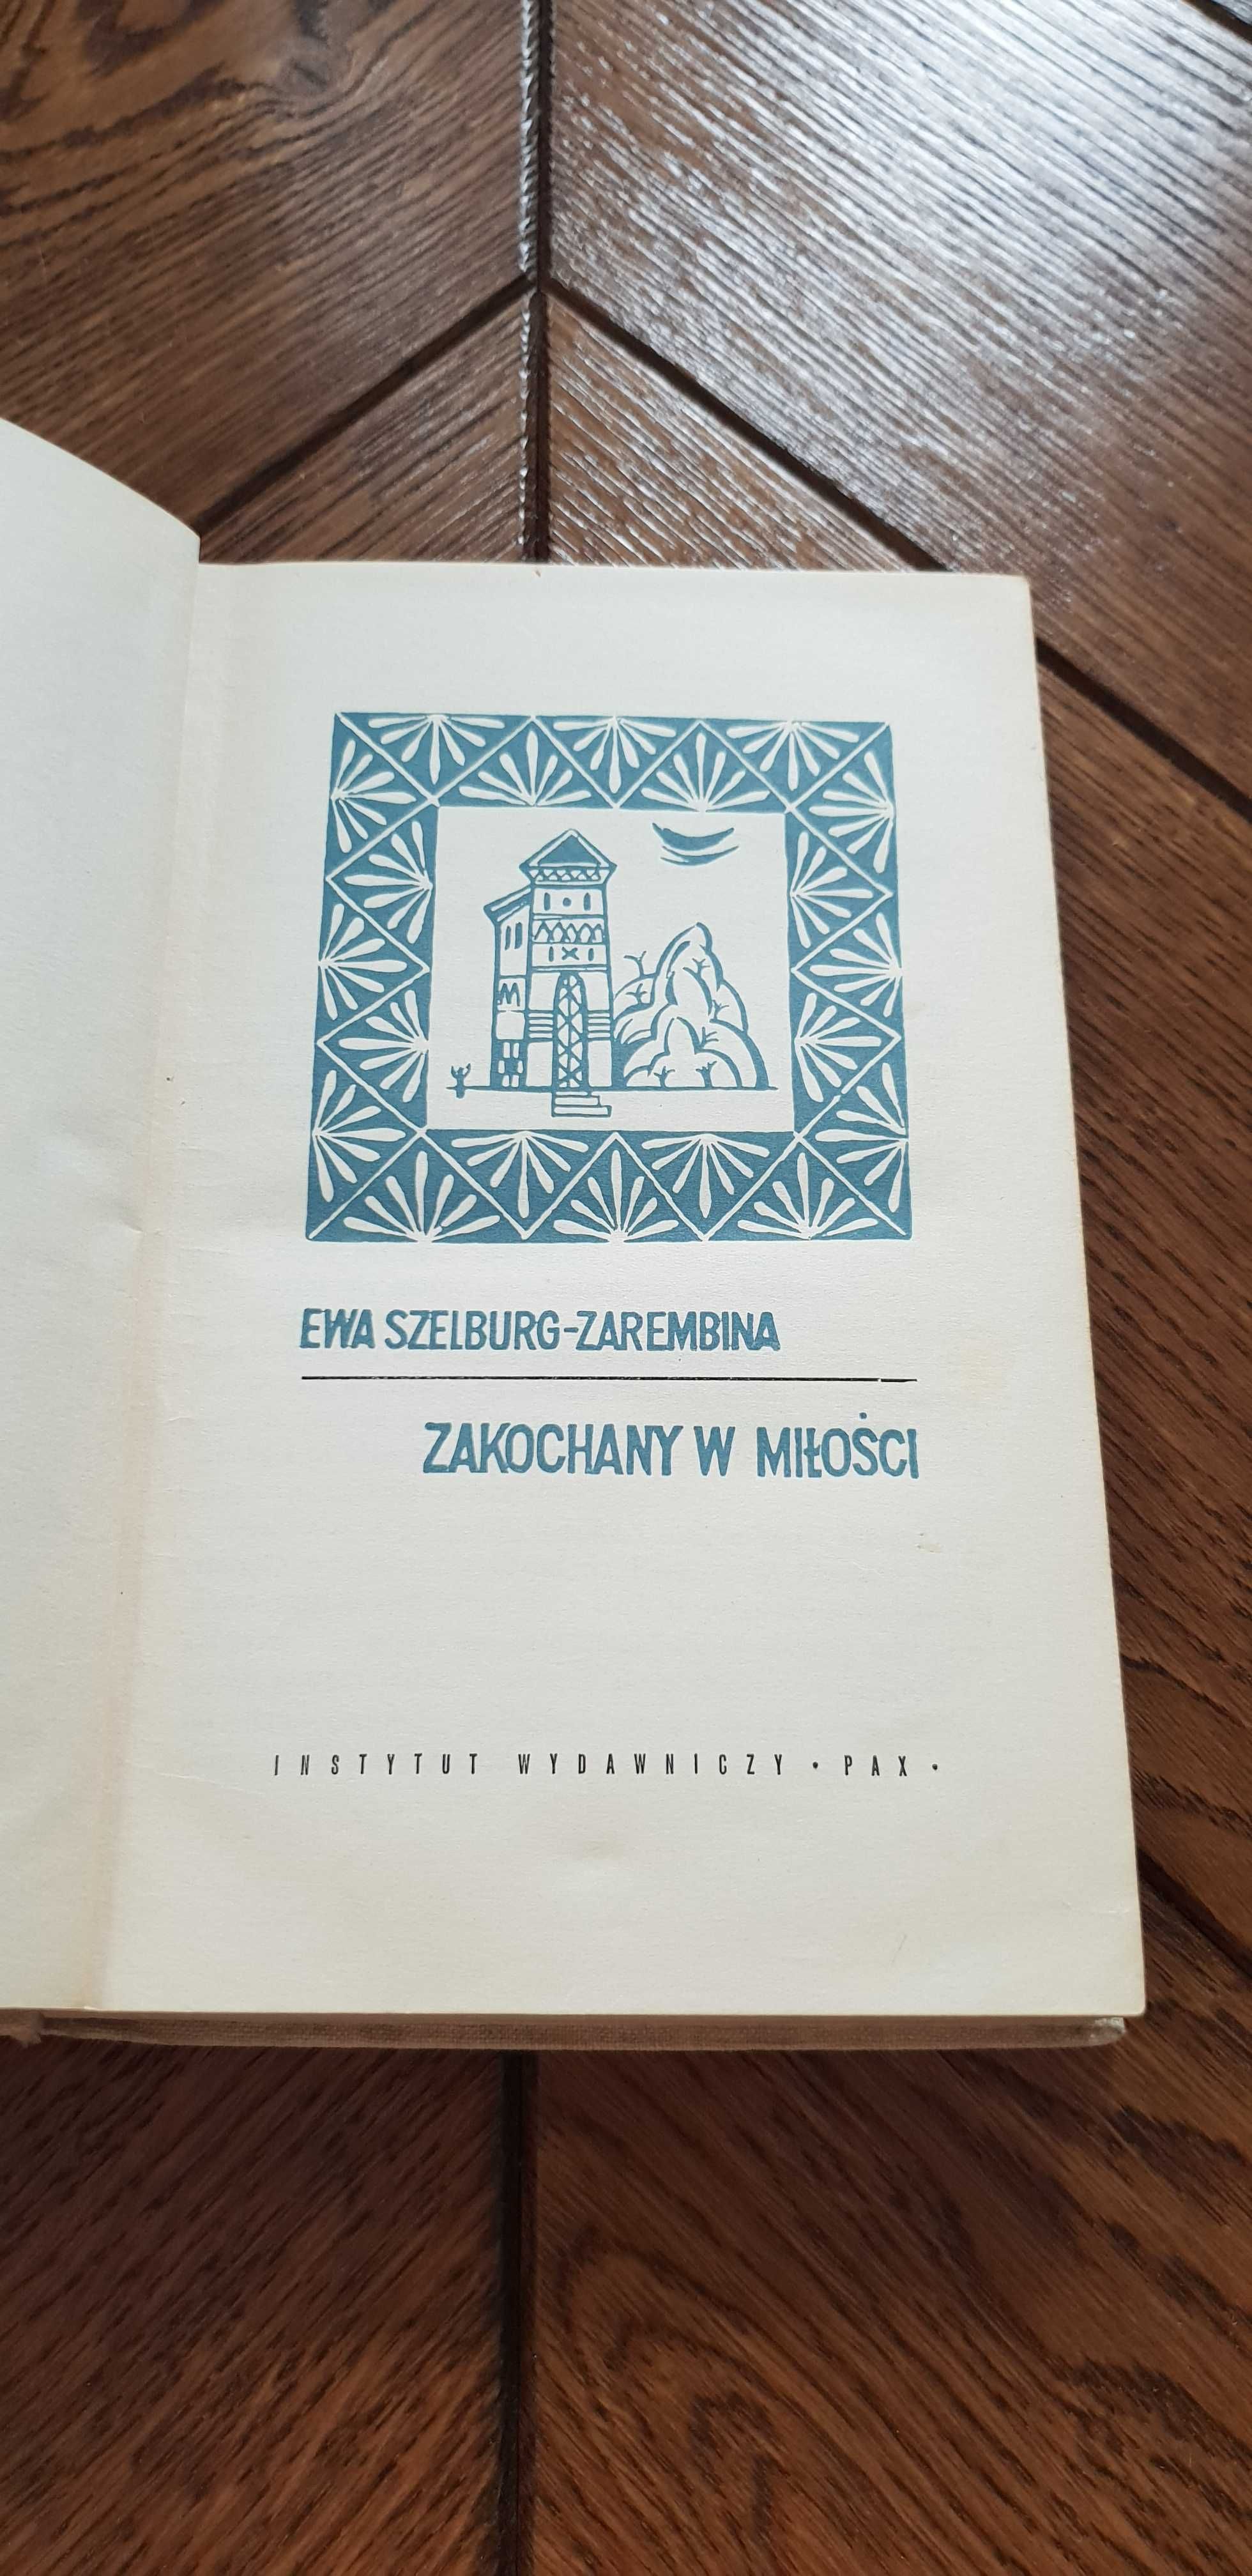 EWA SZELBURG-ZAREMBINA
ZAKOCHANY W MIŁOŚCI
INSTYTUT WYDAWNICZY • PAX •